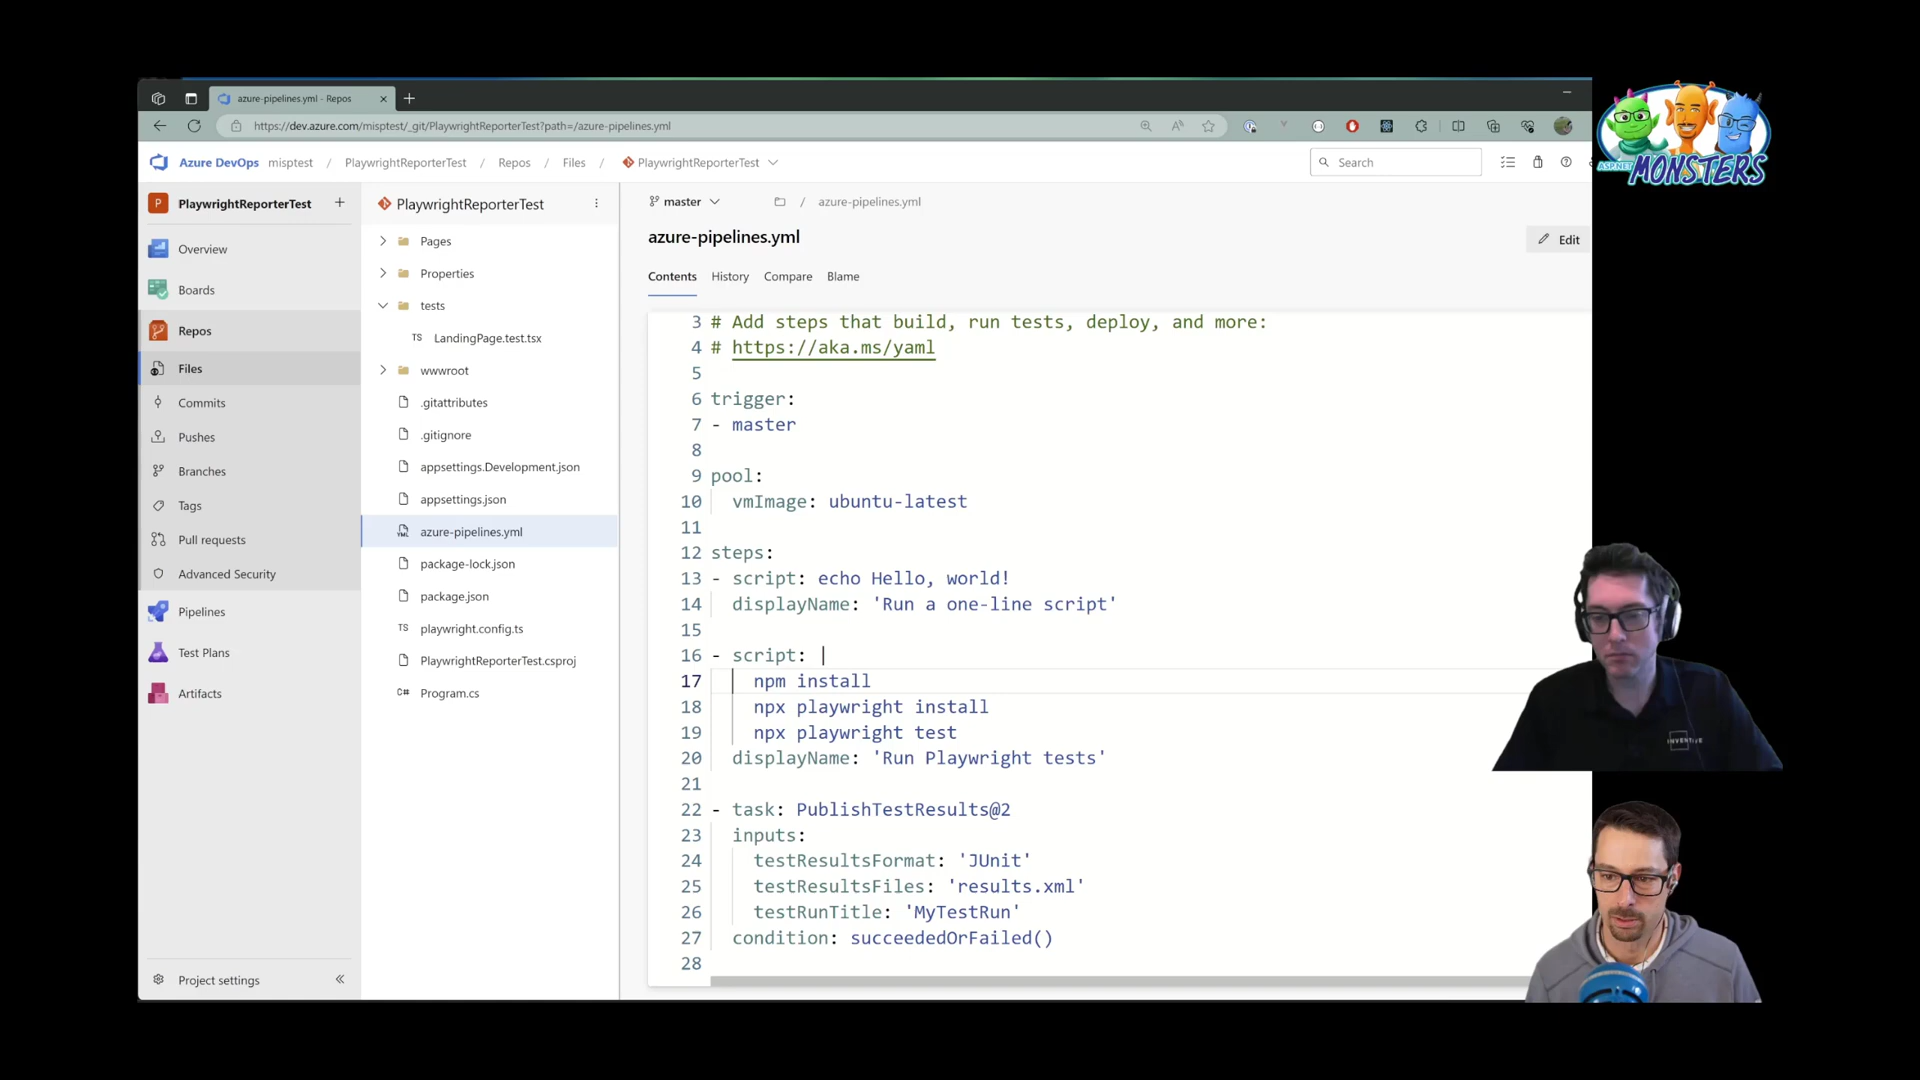 azure-pipelines.yml - Repos
https://dev.azure.com/misptest/_git/PlaywrightReporterTest?path=/azure-pipelines.yml
Azure DevOps misptest / PlaywrightReporterTest / Repos / Files / PlaywrightReporterTest
Search
ASP.NET
MONSTERS
P PlaywrightReporterTest
Overview
Boards
Repos
Files
Commits
Pushes
Branches
Tags
Pull requests
Advanced Security
Pipelines
Test Plans
Artifacts
Project settings
PlaywrightReporterTest
Pages
Properties
tests
TS LandingPage.test.tsx
wwwroot
.gitattributes
.gitignore
appsettings.Development.json
appsettings.json
YML azure-pipelines.yml
package-lock.json
package.json
TS playwright.config.ts
PlaywrightReporterTest.csproj
C# Program.cs
master / azure-pipelines.yml
azure-pipelines.yml
Edit
Contents History Compare Blame
3 # Add steps that build, run tests, deploy, and more:
4 # https://aka.ms/yaml
5
6 trigger:
7 - master
8
9 pool:
10 vmImage: ubuntu-latest
11
12 steps:
13 - script: echo Hello, world!
14 displayName: 'Run a one-line script'
15
16 - script: |
17 npm install
18 npx playwright install
19 npx playwright test
20 displayName: 'Run Playwright tests'
21
22 - task: PublishTestResults@2
23 inputs:
24 testResultsFormat: 'JUnit'
25 testResultsFiles: 'results.xml'
26 testRunTitle: 'MyTestRun'
27 condition: succeededOrFailed()
28